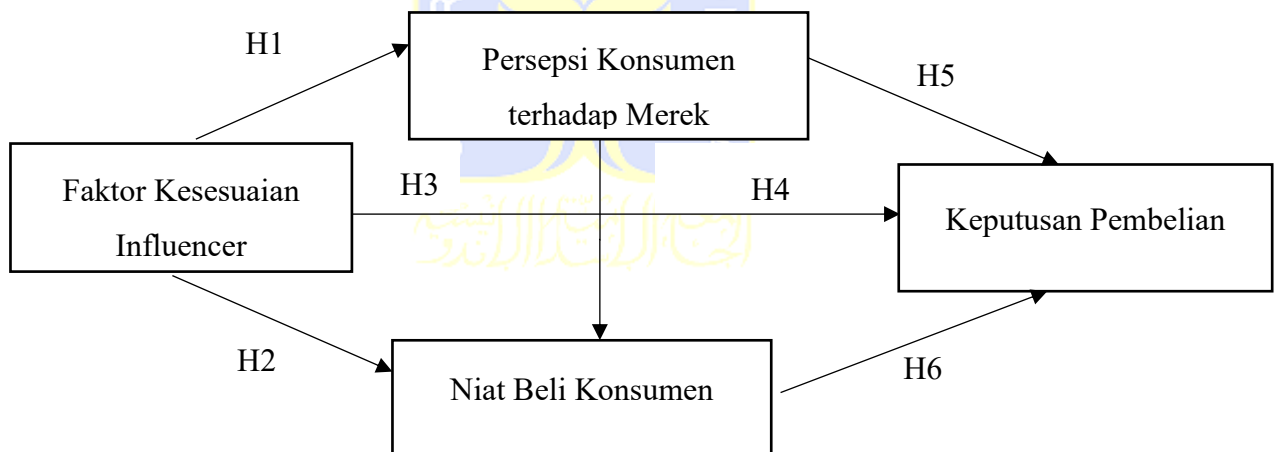 H1
Persepsi Konsumen
terhadap Merek
H5
Faktor Kesesuaian
Influencer
H3
H4
Keputusan Pembelian
H2
Niat Beli Konsumen
H6